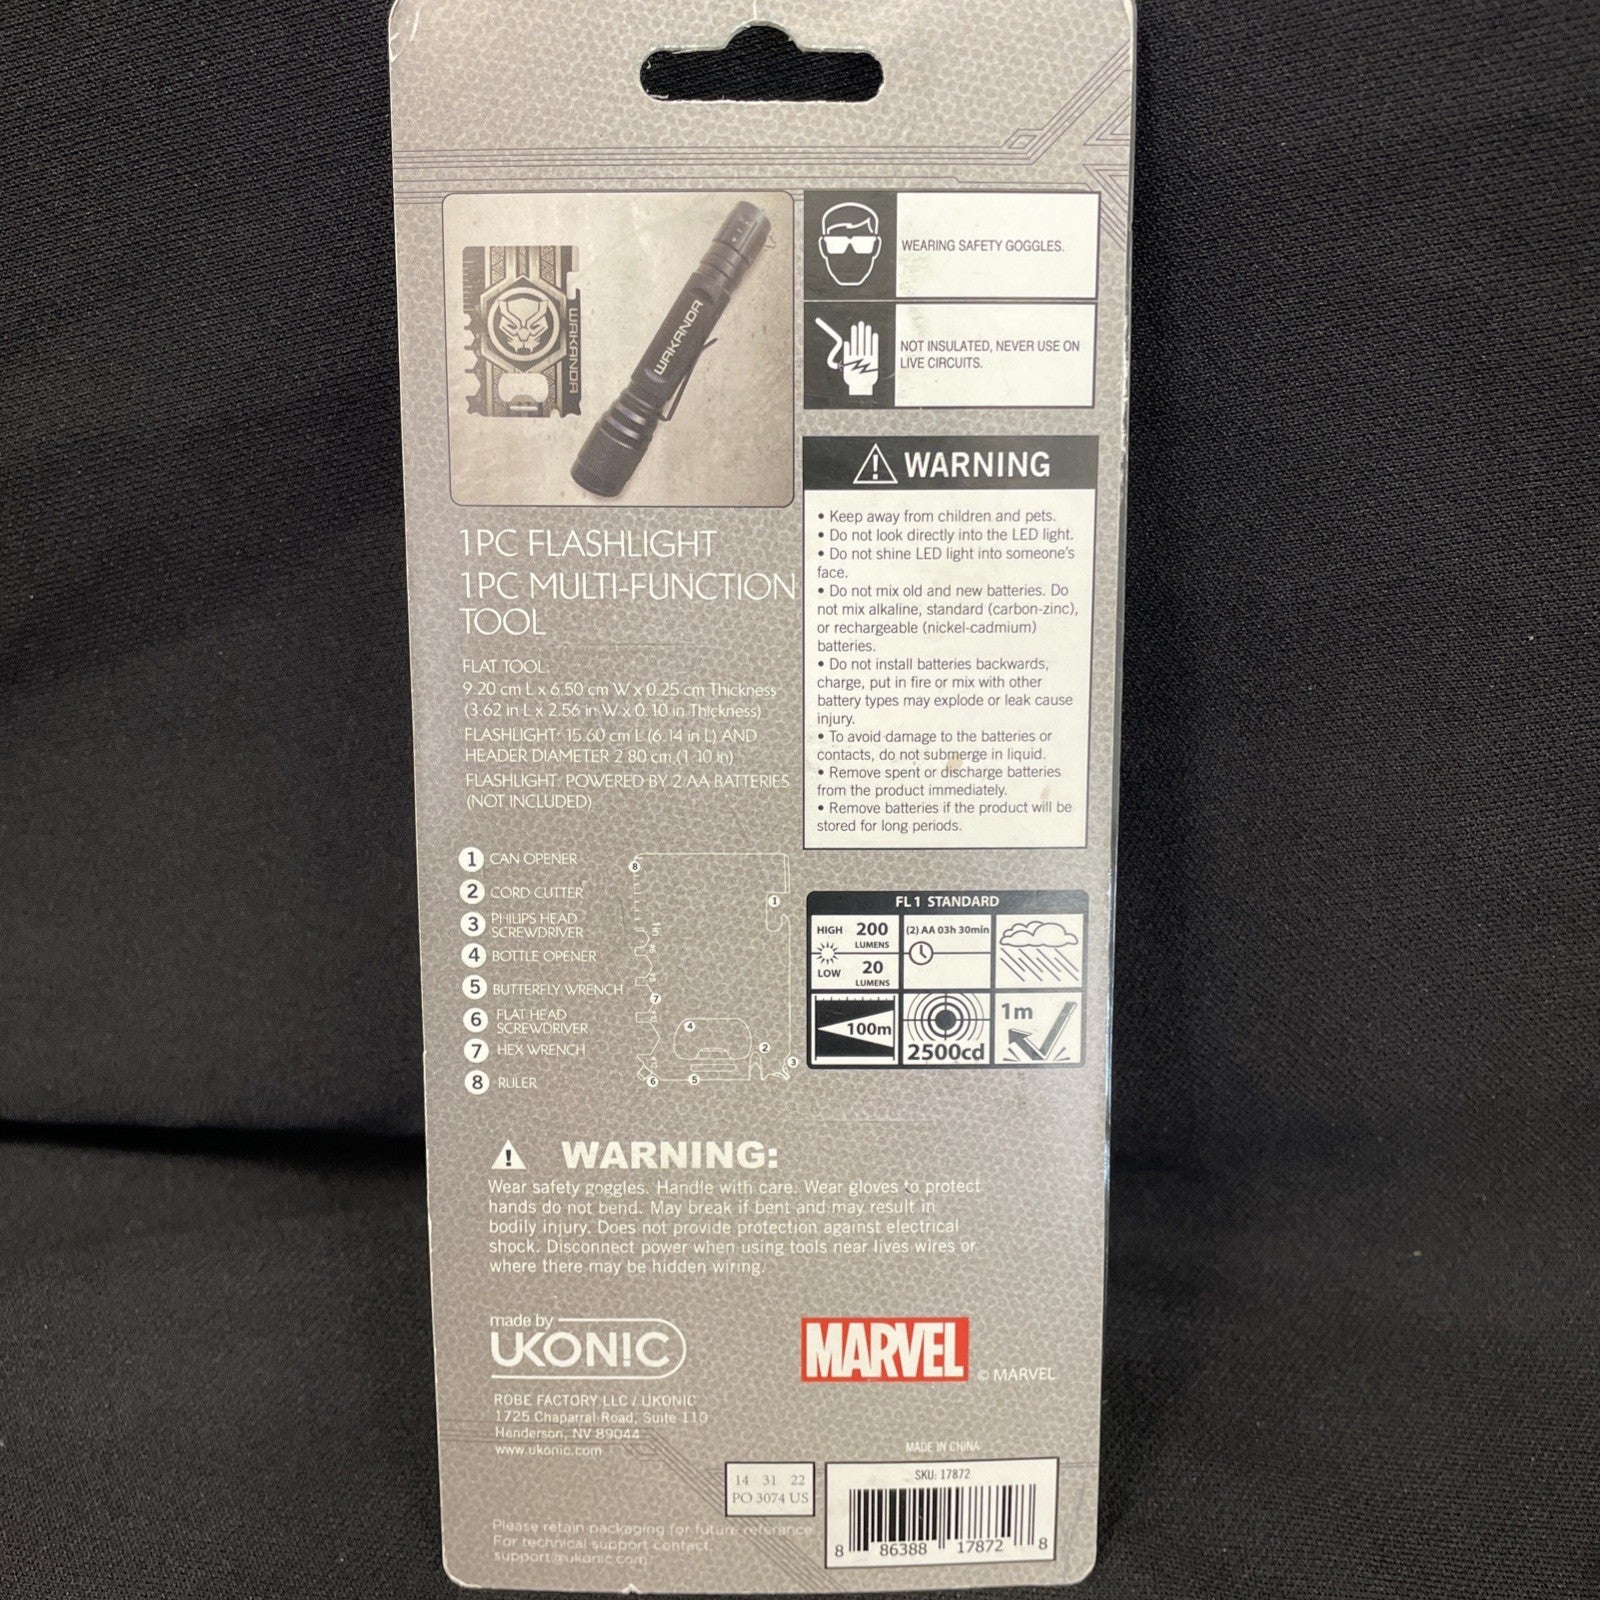 WAKANDA
WAKANDA
WEARING SAFETY GOGGLES.
NOT INSULATED, NEVER USE ON
LIVE CIRCUITS.
WARNING
• Keep away from children and pets.
• Do not look directly into the LED light.
• Do not shine LED light into someone's
face.
• Do not mix old and new batteries. Do
not mix alkaline, standard (carbon-zinc),
or rechargeable (nickel-cadmium)
batteries.
• Do not install batteries backwards,
charge, put in fire or mix with other
battery types may explode or leak cause
injury.
• To avoid damage to the batteries or
contacts, do not submerge in liquid.
• Remove spent or discharge batteries
from the product immediately.
• Remove batteries if the product will be
stored for long periods.
1PC FLASHLIGHT
1PC MULTI-FUNCTION
TOOL
FLAT TOOL:
9.20 cm L x 6.50 cm W x 0.25 cm Thickness
(3.62 in L x 2.56 in W x 0.10 in Thickness)
FLASHLIGHT: 15.60 cm L (6.14 in L) AND
HEADER DIAMETER 2.80 cm (1.10 in)
FLASHLIGHT: POWERED BY 2 AA BATTERIES
(NOT INCLUDED)
1 CAN OPENER
2 CORD CUTTER
3 PHILIPS HEAD
SCREWDRIVER
4 BOTTLE OPENER
5 BUTTERFLY WRENCH
6 FLAT HEAD
SCREWDRIVER
7 HEX WRENCH
8 RULER
8
1
7
4
2
3
6
5
FL 1 STANDARD
HIGH 200
LUMENS
LOW 20
LUMENS
(2) AA 03h 30min
100m
2500cd
1m
WARNING:
Wear safety goggles. Handle with care. Wear gloves to protect
hands do not bend. May break if bent and may result in
bodily injury. Does not provide protection against electrical
shock. Disconnect power when using tools near lives wires or
where there may be hidden wiring.
made by
UKONIC
MARVEL
© MARVEL
ROBE FACTORY LLC / UKONIC
1725 Chaparral Road, Suite 110
Henderson, NV 89044
www.ukonic.com
MADE IN CHINA
14 31 22
PO 3074 US
SKU: 17872
8 86388 17872 8
Please retain packaging for future reference
For technical support contact:
support@ukonic.com